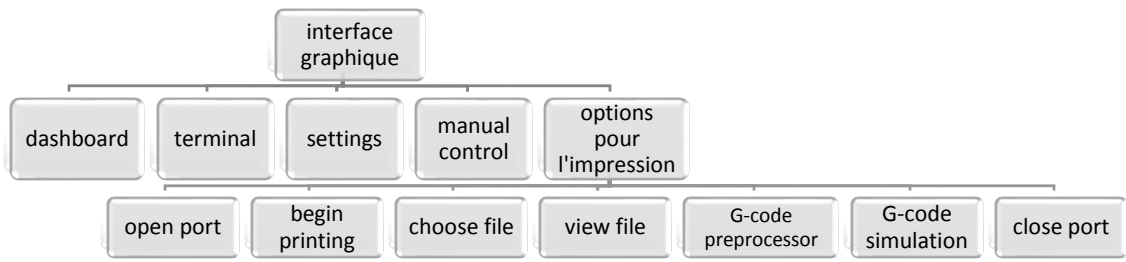 interface
graphique
dashboard
terminal
settings
manual
control
options
pour
l'impression
open port
begin
printing
choose file
view file
G-code
preprocessor
G-code
simulation
close port